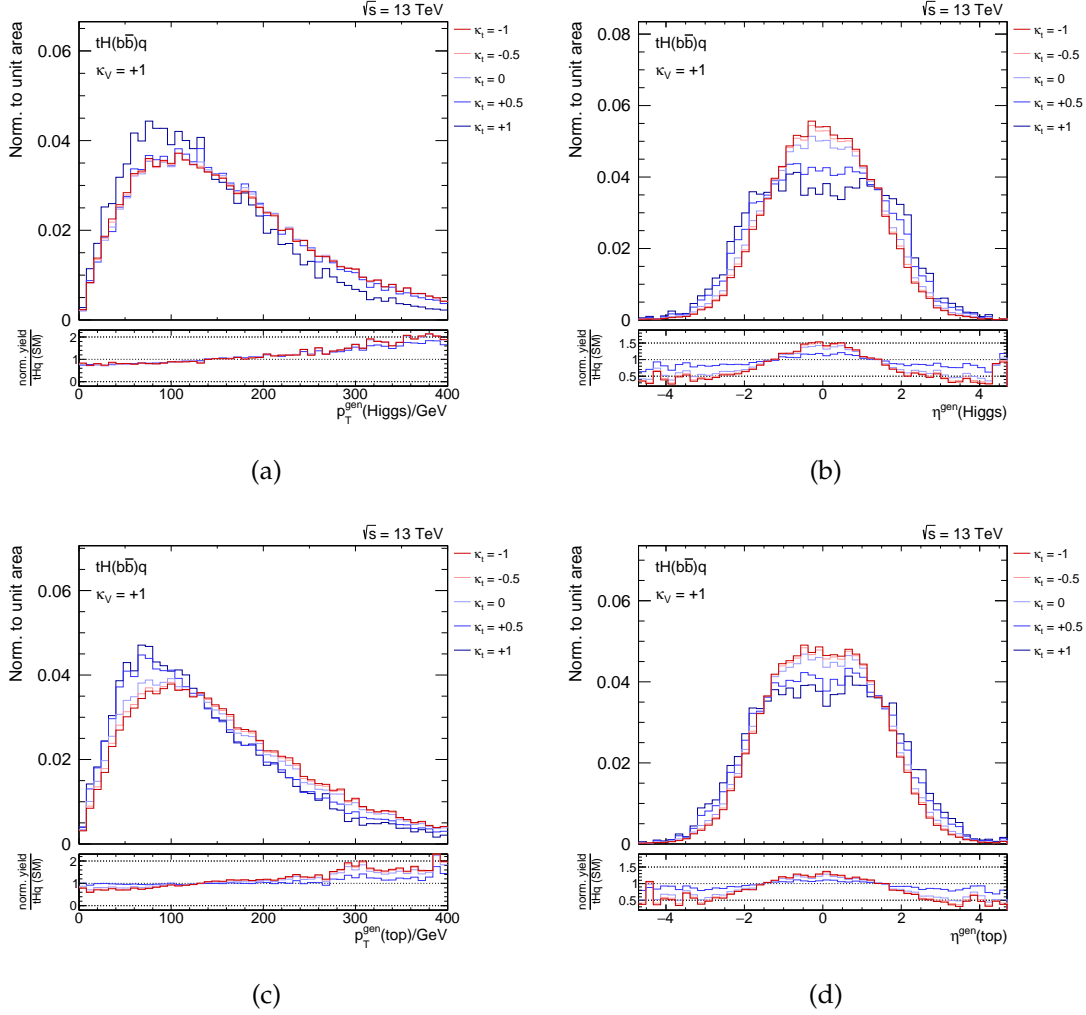 √s = 13 TeV
Norm. to unit area
tH(bb̅)q
κV = +1
κt = -1
κt = -0.5
κt = 0
κt = +0.5
κt = +1
0.06
0.04
0.02
0
norm. yield
tHq (SM)
2
1
0
0 100 200 300 400
pTgen(Higgs)/GeV
(a)
√s = 13 TeV
Norm. to unit area
tH(bb̅)q
κV = +1
κt = -1
κt = -0.5
κt = 0
κt = +0.5
κt = +1
0.08
0.06
0.04
0.02
0
norm. yield
tHq (SM)
1.5
1
0.5
−4 −2 0 2 4
ηgen(Higgs)
(b)
√s = 13 TeV
Norm. to unit area
tH(bb̅)q
κV = +1
κt = -1
κt = -0.5
κt = 0
κt = +0.5
κt = +1
0.06
0.04
0.02
0
norm. yield
tHq (SM)
2
1
0
0 100 200 300 400
pTgen(top)/GeV
(c)
√s = 13 TeV
Norm. to unit area
tH(bb̅)q
κV = +1
κt = -1
κt = -0.5
κt = 0
κt = +0.5
κt = +1
0.06
0.04
0.02
0
norm. yield
tHq (SM)
1.5
1
0.5
−4 −2 0 2 4
ηgen(top)
(d)